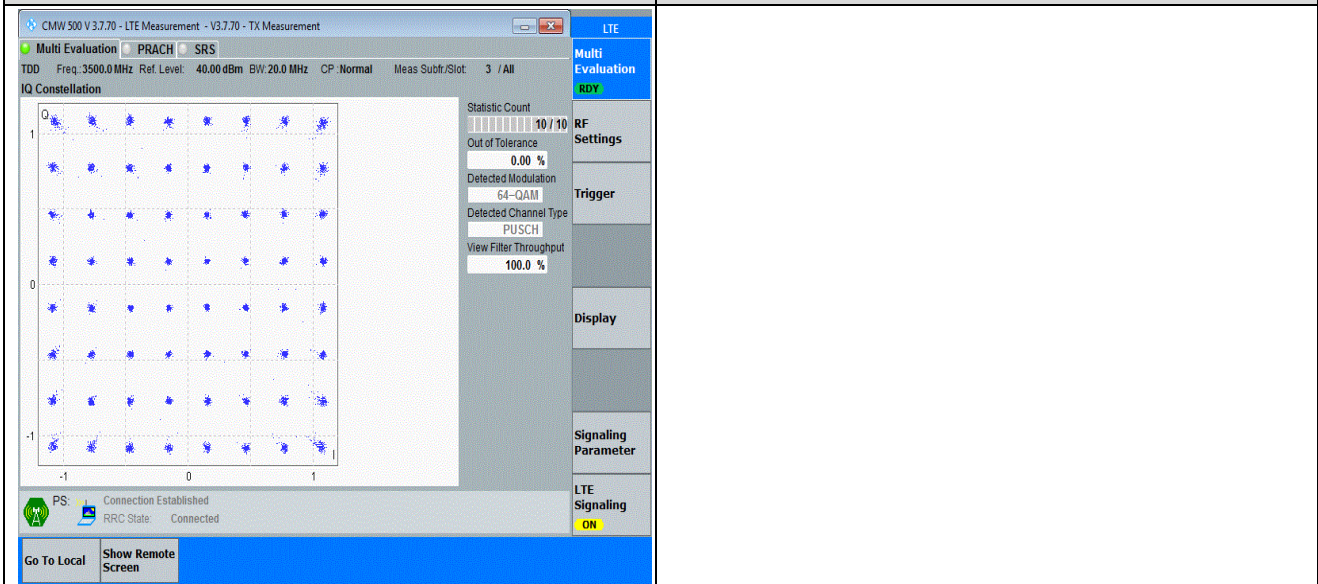 CMW 500 V 3.7.70 - LTE Measurement - V3.7.70 - TX Measurement
LTE
Multi Evaluation PRACH SRS
TDD Freq.:3500.0 MHz Ref. Level: 40.00 dBm BW:20.0 MHz CP :Normal Meas Subfr./Slot: 3 / All
IQ Constellation
Q
1
0
-1
I
-1 0 1
Statistic Count
10 / 10
Out of Tolerance
0.00 %
Detected Modulation
64-QAM
Detected Channel Type
PUSCH
View Filter Throughput
100.0 %
Multi
Evaluation
RDY
RF
Settings
Trigger
Display
Signaling
Parameter
LTE
Signaling
ON
PS: Connection Established
RRC State: Connected
Go To Local
Show Remote
Screen